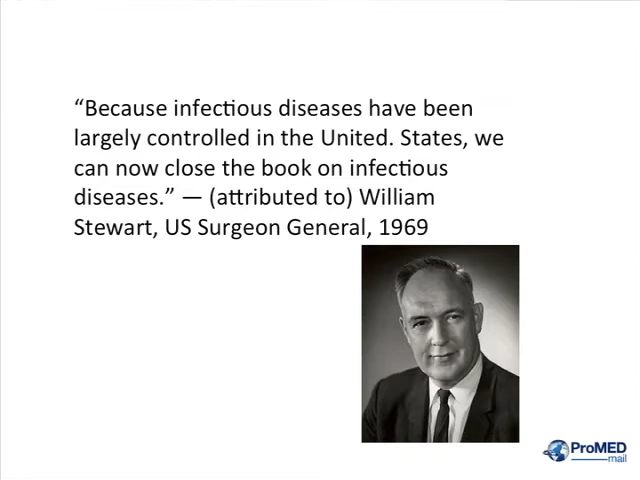 “Because infectious diseases have been
largely controlled in the United. States, we
can now close the book on infectious
diseases.” — (attributed to) William
Stewart, US Surgeon General, 1969
ProMED
mail